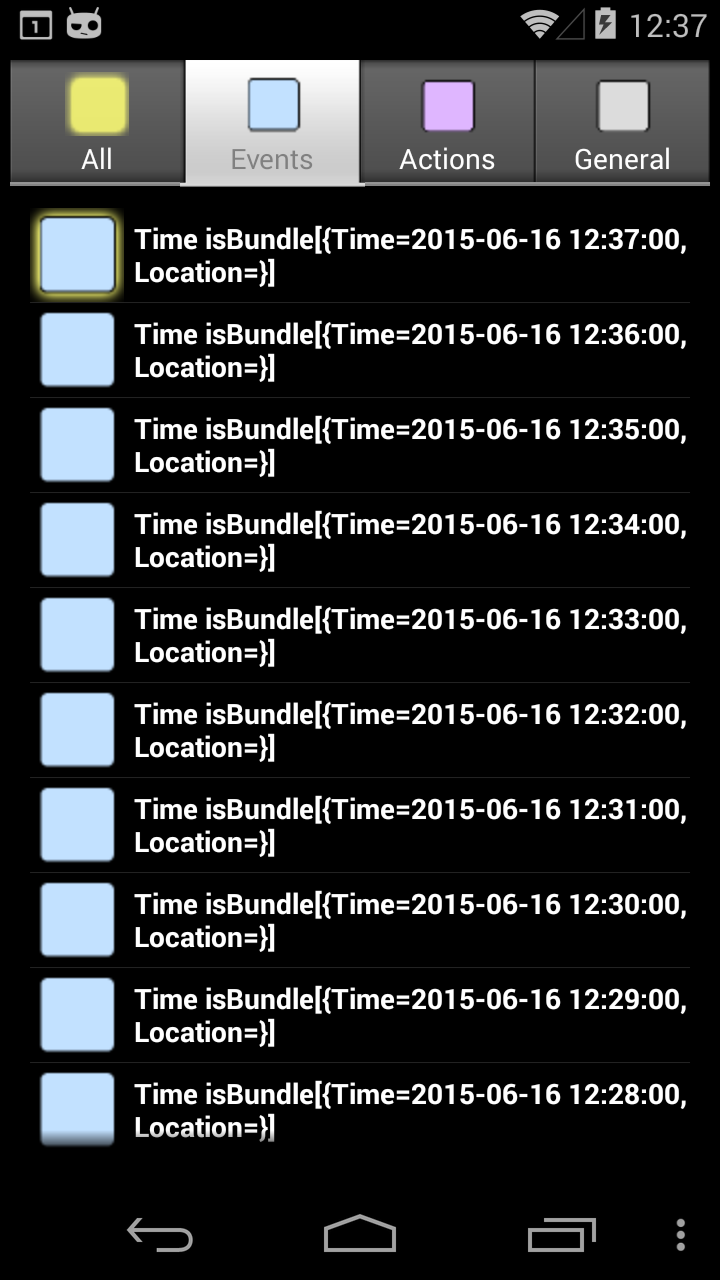 1
12:37
All
Events
Actions
General
Time isBundle[{Time=2015-06-16 12:37:00,
Location=}]
Time isBundle[{Time=2015-06-16 12:36:00,
Location=}]
Time isBundle[{Time=2015-06-16 12:35:00,
Location=}]
Time isBundle[{Time=2015-06-16 12:34:00,
Location=}]
Time isBundle[{Time=2015-06-16 12:33:00,
Location=}]
Time isBundle[{Time=2015-06-16 12:32:00,
Location=}]
Time isBundle[{Time=2015-06-16 12:31:00,
Location=}]
Time isBundle[{Time=2015-06-16 12:30:00,
Location=}]
Time isBundle[{Time=2015-06-16 12:29:00,
Location=}]
Time isBundle[{Time=2015-06-16 12:28:00,
Location=}]